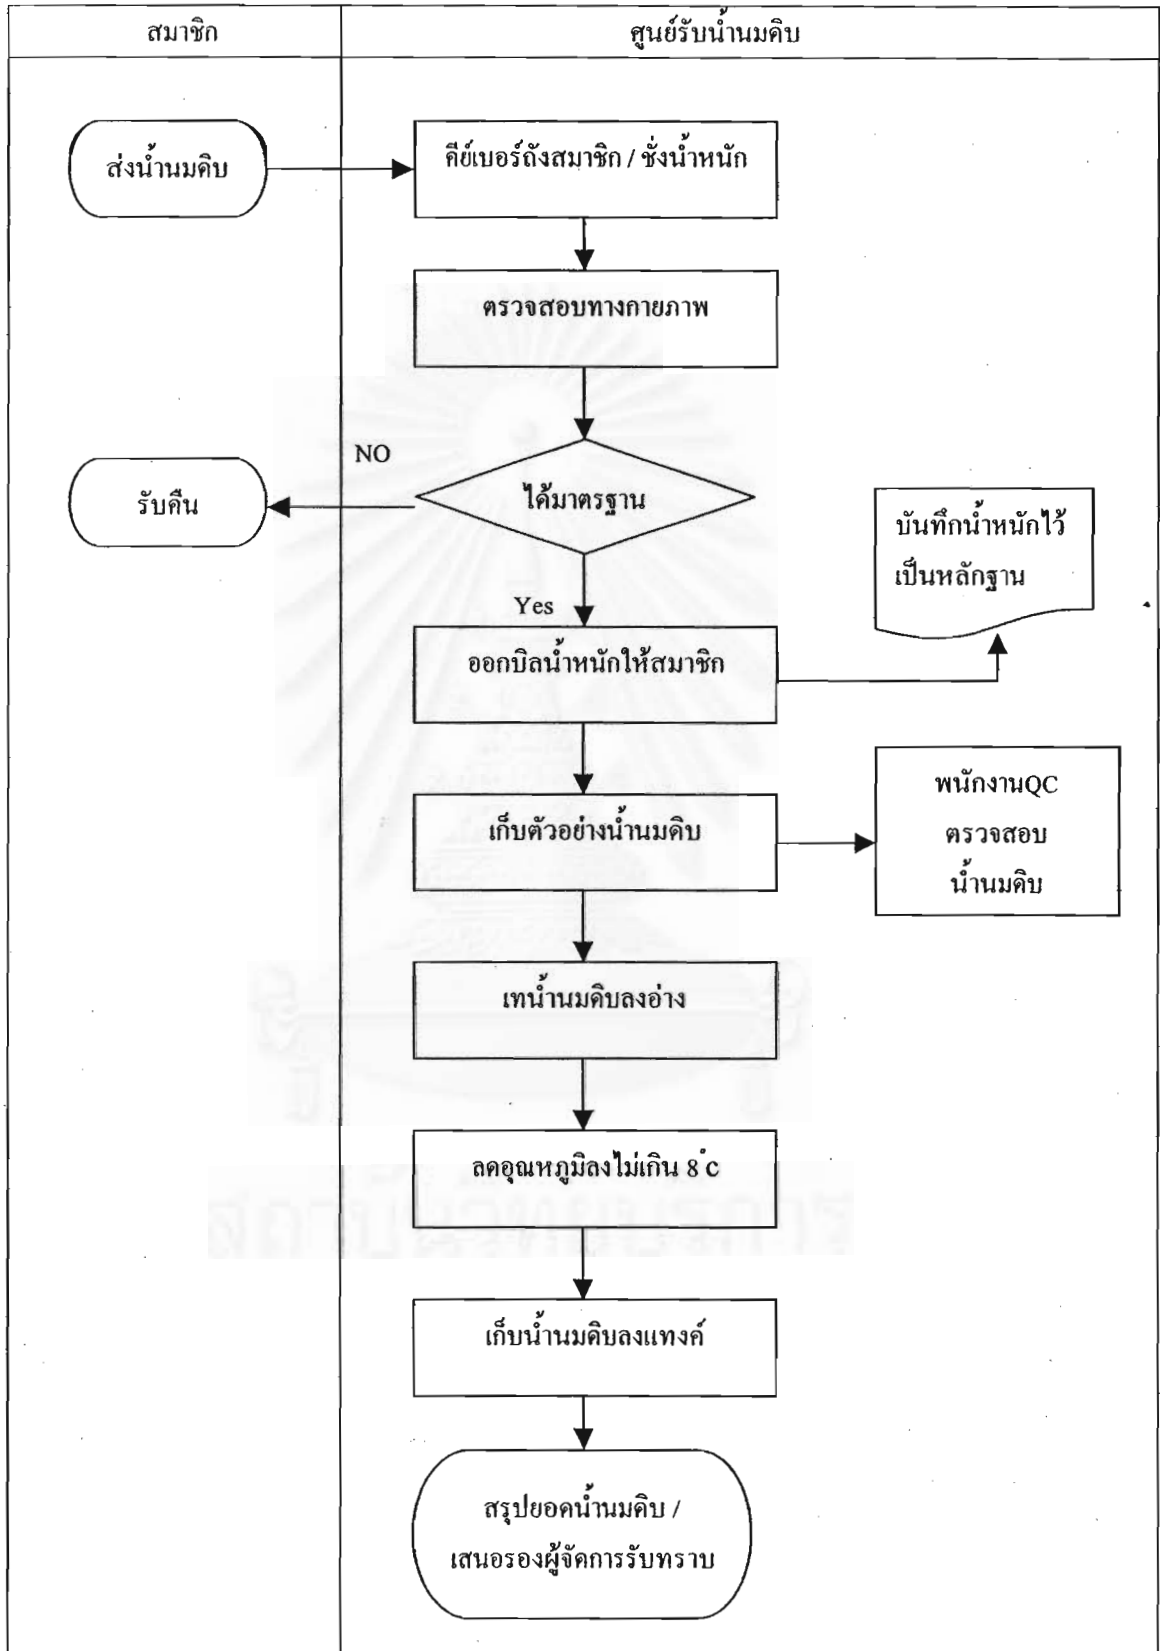 สมาชิก
ศูนย์รับน้ำนมดิบ
ส่งน้ำนมดิบ
คีย์เบอร์ถังสมาชิก / ชั่งน้ำหนัก
ตรวจสอบทางกายภาพ
NO
ได้มาตรฐาน
รับคืน
บันทึกน้ำหนักไว้
เป็นหลักฐาน
Yes
ออกบิลน้ำหนักให้สมาชิก
เก็บตัวอย่างน้ำนมดิบ
พนักงานQC
ตรวจสอบ
น้ำนมดิบ
เทน้ำนมดิบลงอ่าง
ลดอุณหภูมิลงไม่เกิน 8 ํc
เก็บน้ำนมดิบลงแทงค์
สรุปยอดน้ำนมดิบ /
เสนอรองผู้จัดการรับทราบ